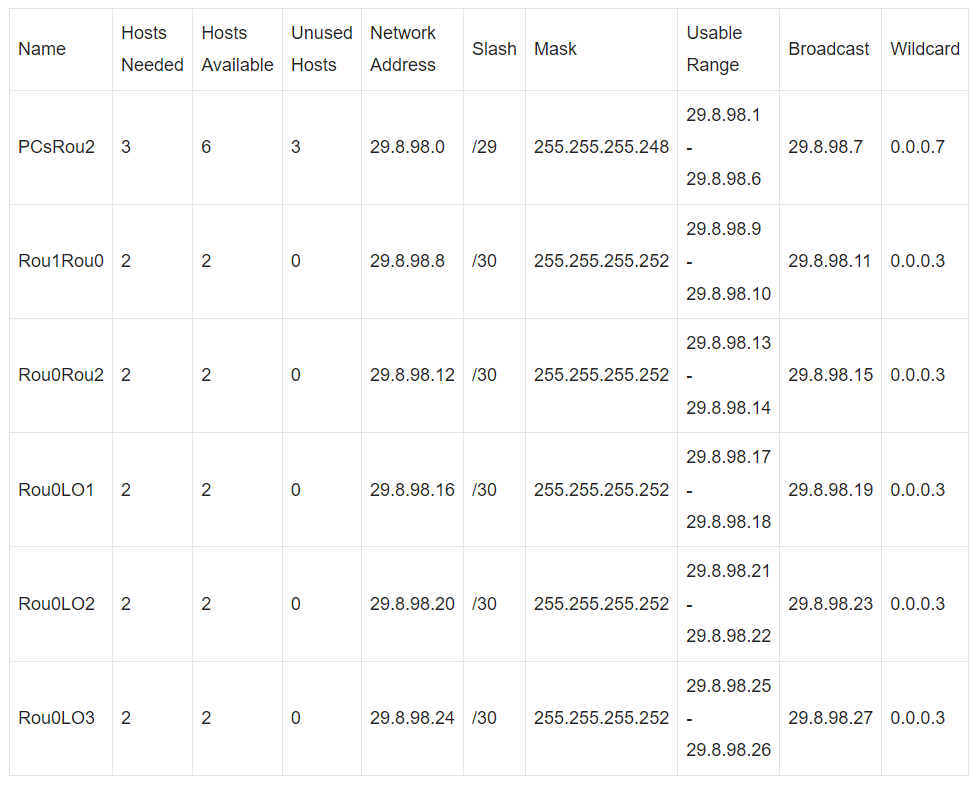 Name Hosts Needed Hosts Available Unused Hosts Network Address Slash Mask Usable Range Broadcast Wildcard
PCsRou2 3 6 3 29.8.98.0 /29 255.255.255.248 29.8.98.1 - 29.8.98.6 29.8.98.7 0.0.0.7
Rou1Rou0 2 2 0 29.8.98.8 /30 255.255.255.252 29.8.98.9 - 29.8.98.10 29.8.98.11 0.0.0.3
Rou0Rou2 2 2 0 29.8.98.12 /30 255.255.255.252 29.8.98.13 - 29.8.98.14 29.8.98.15 0.0.0.3
Rou0LO1 2 2 0 29.8.98.16 /30 255.255.255.252 29.8.98.17 - 29.8.98.18 29.8.98.19 0.0.0.3
Rou0LO2 2 2 0 29.8.98.20 /30 255.255.255.252 29.8.98.21 - 29.8.98.22 29.8.98.23 0.0.0.3
Rou0LO3 2 2 0 29.8.98.24 /30 255.255.255.252 29.8.98.25 - 29.8.98.26 29.8.98.27 0.0.0.3